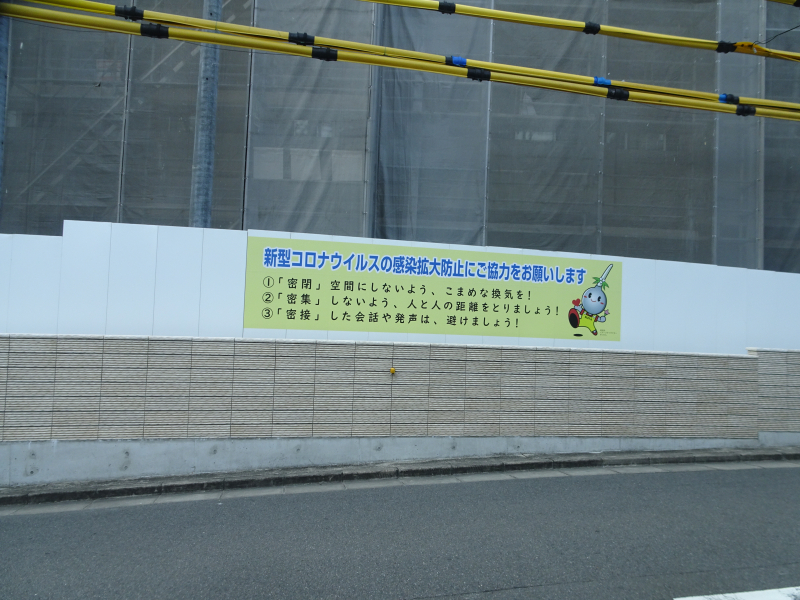 新型コロナウイルスの感染拡大防止にご協力をお願いします
①「密閉」空間にしないよう、こまめな換気を!
②「密集」しないよう、人と人の距離をとりましょう!
③「密接」した会話や発声は、避けましょう!